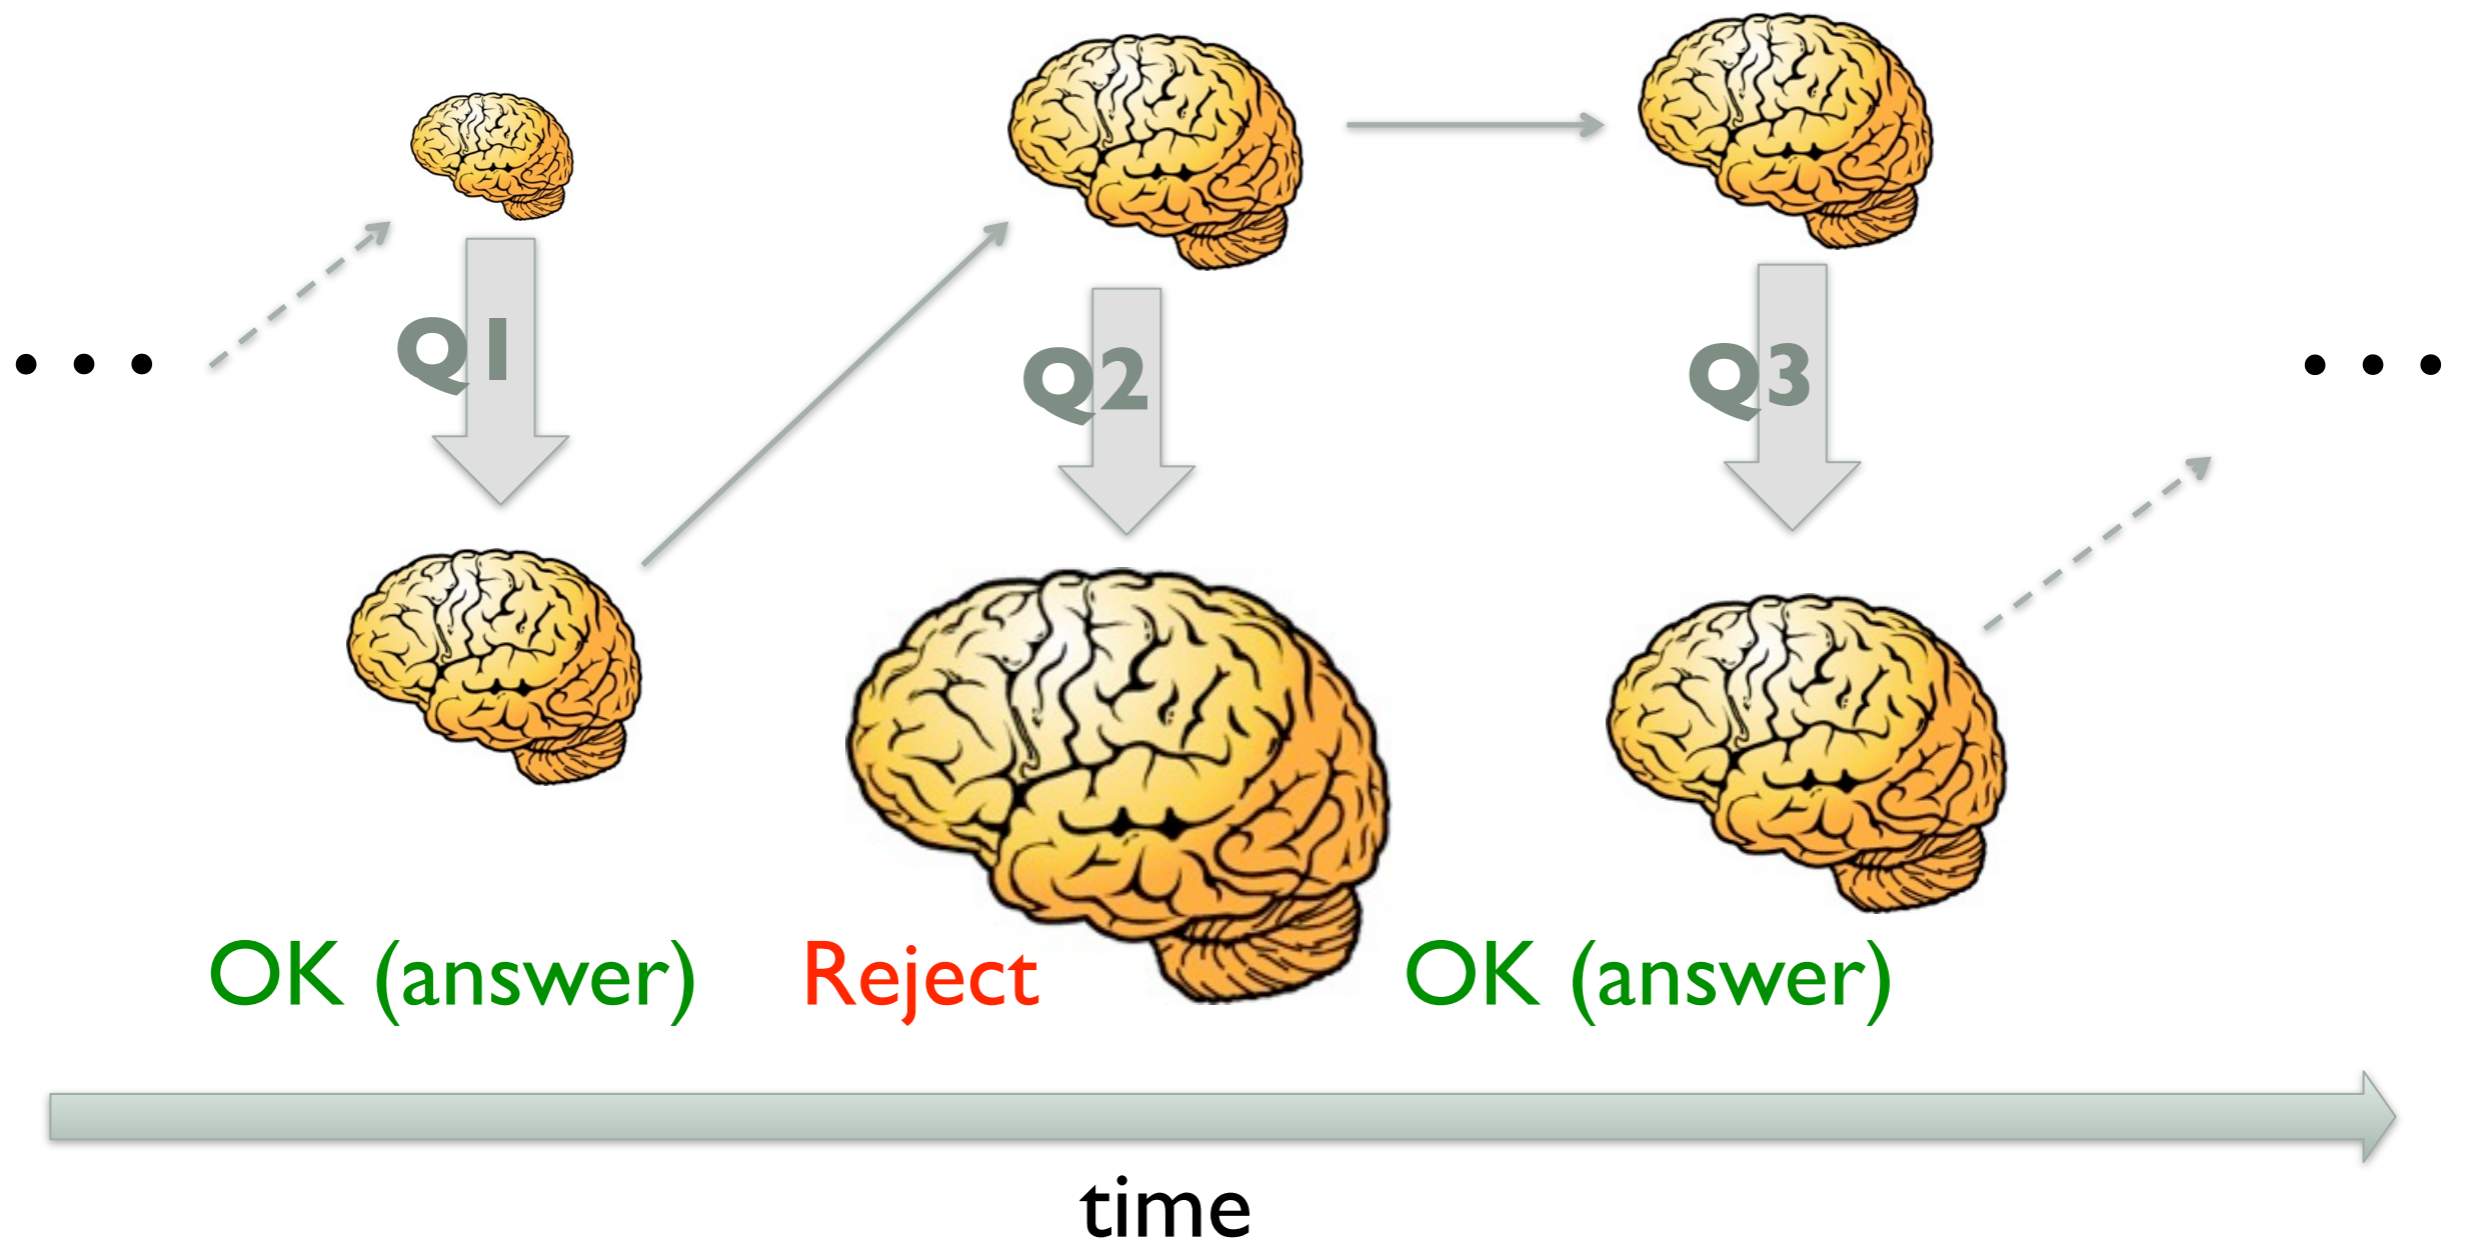 Q1
Q2
Q3
. . .
. . .
OK (answer)
Reject
OK (answer)
time